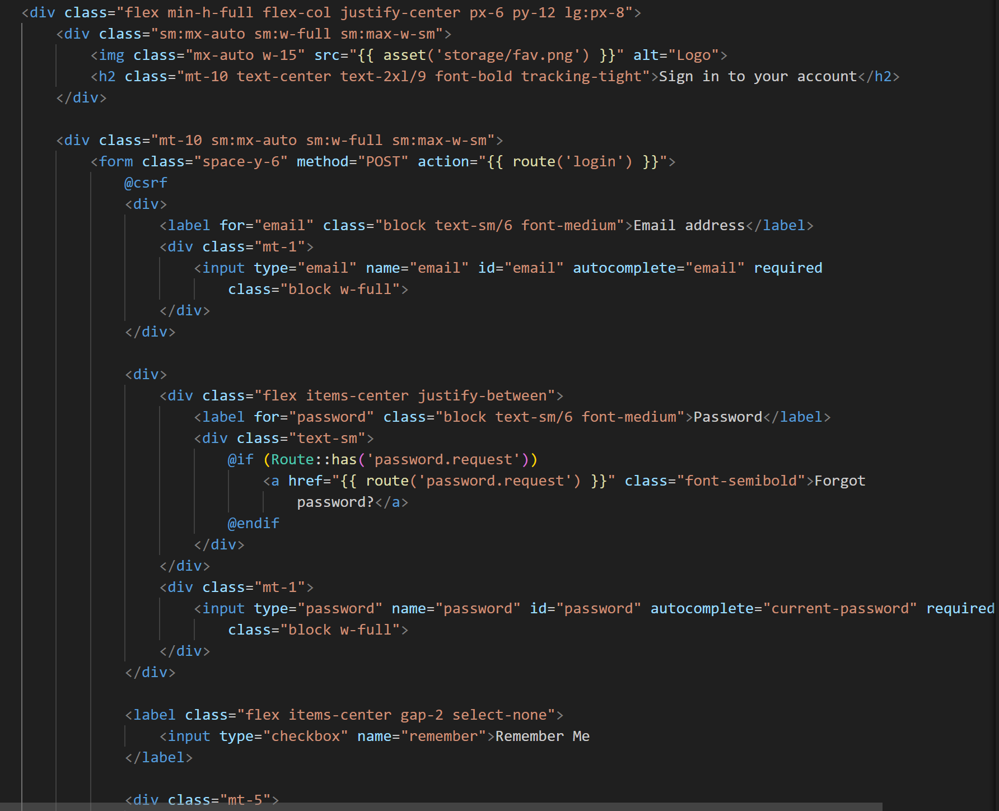 <div class="flex min-h-full flex-col justify-center px-6 py-12 lg:px-8">
    <div class="sm:mx-auto sm:w-full sm:max-w-sm">
        <img class="mx-auto w-15" src="{{ asset('storage/fav.png') }}" alt="Logo">
        <h2 class="mt-10 text-center text-2xl/9 font-bold tracking-tight">Sign in to your account</h2>
    </div>

    <div class="mt-10 sm:mx-auto sm:w-full sm:max-w-sm">
        <form class="space-y-6" method="POST" action="{{ route('login') }}">
            @csrf
            <div>
                <label for="email" class="block text-sm/6 font-medium">Email address</label>
                <div class="mt-1">
                    <input type="email" name="email" id="email" autocomplete="email" required
                        class="block w-full">
                </div>
            </div>

            <div>
                <div class="flex items-center justify-between">
                    <label for="password" class="block text-sm/6 font-medium">Password</label>
                    <div class="text-sm">
                        @if (Route::has('password.request'))
                            <a href="{{ route('password.request') }}" class="font-semibold">Forgot
                                password?</a>
                        @endif
                    </div>
                </div>
                <div class="mt-1">
                    <input type="password" name="password" id="password" autocomplete="current-password" required
                        class="block w-full">
                </div>
            </div>

            <label class="flex items-center gap-2 select-none">
                <input type="checkbox" name="remember">Remember Me
            </label>

            <div class="mt-5">